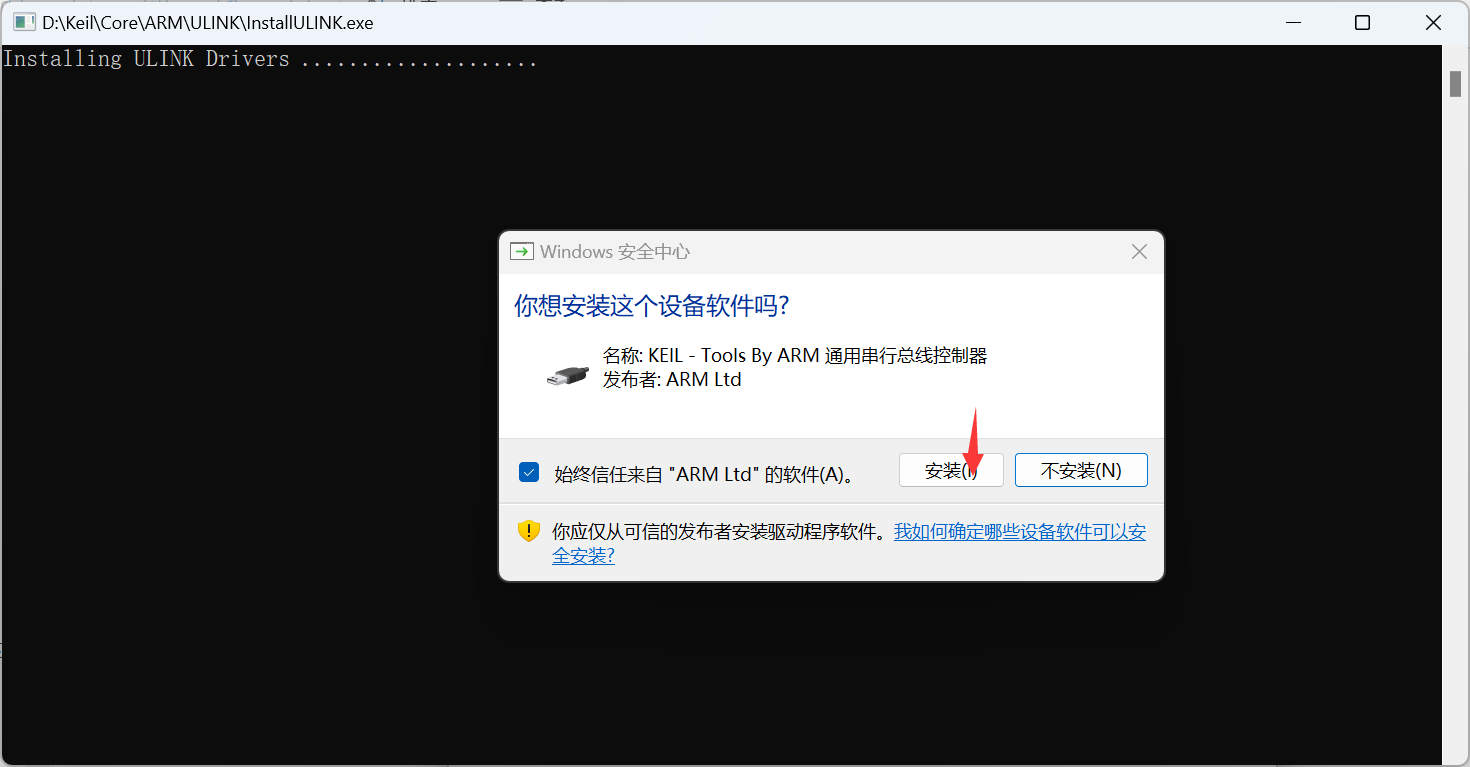 D:\Keil\Core\ARM\ULINK\InstallULINK.exe
Installing ULINK Drivers ....................
Windows 安全中心
你想安装这个设备软件吗?
名称: KEIL - Tools By ARM 通用串行总线控制器
发布者: ARM Ltd
始终信任来自 "ARM Ltd" 的软件(A)。
安装(I)
不安装(N)
你应仅从可信的发布者安装驱动程序软件。我如何确定哪些设备软件可以安
全安装?